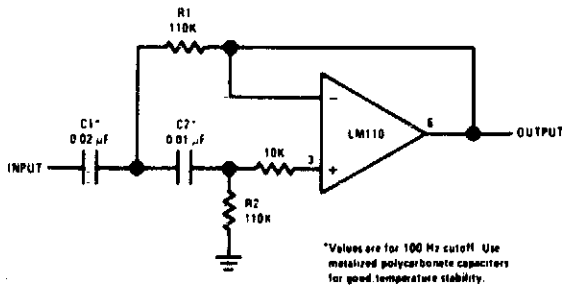 R1
110K
C1*
0.02 µF
C2*
0.01 µF
INPUT
10K
3
LM110
6
OUTPUT
R2
110K
*Values are for 100 Hz cutoff. Use
metalized polycarbonate capacitors
for good temperature stability.